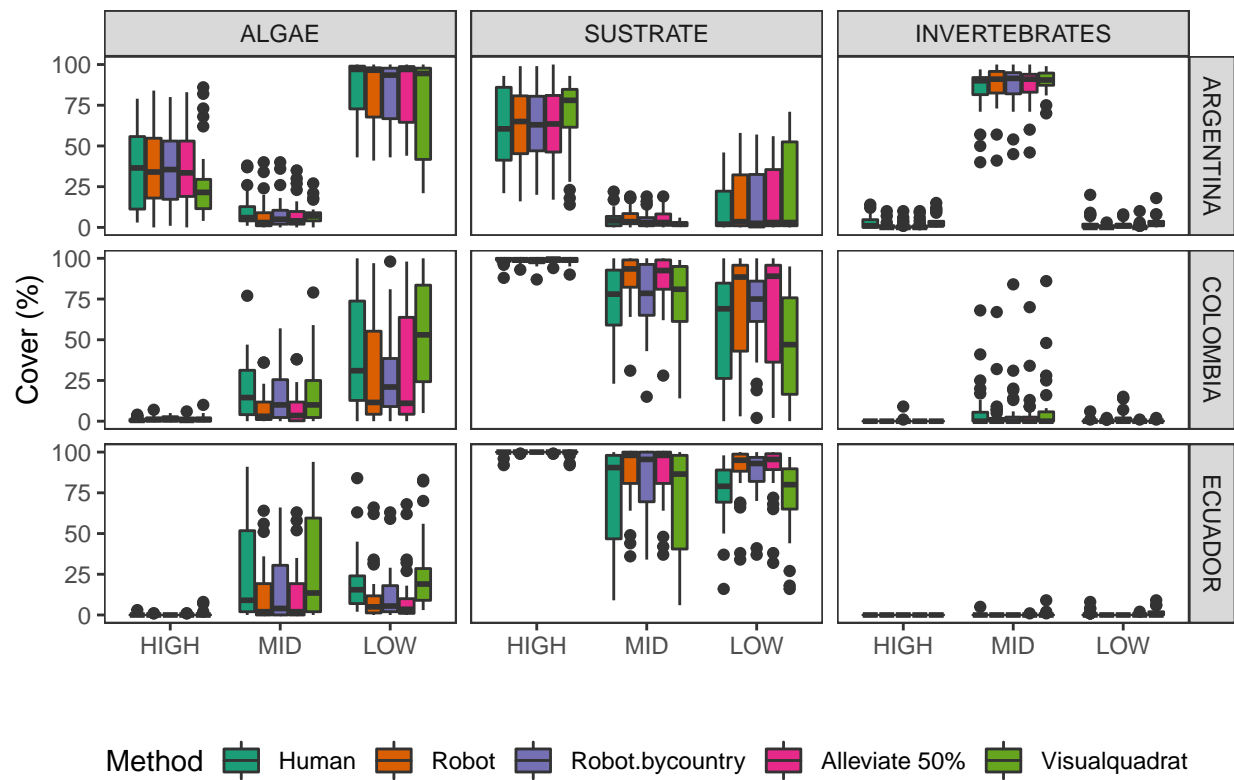 ALGAE SUSTRATE INVERTEBRATES
Cover (%)
100
75
50
25
0
ARGENTINA
100
75
50
25
0
COLOMBIA
100
75
50
25
0
ECUADOR
HIGH MID LOW HIGH MID LOW HIGH MID LOW
Method Human Robot Robot.bycountry Alleviate 50% Visualquadrat